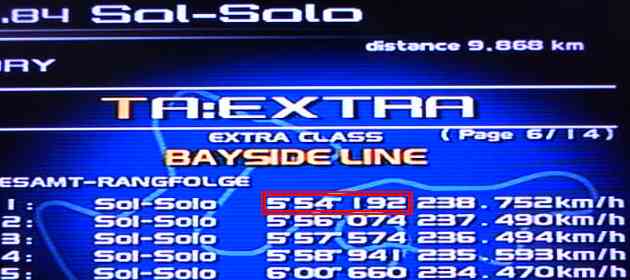 .84 Sol-Solo
distance 9.868 km
RY
TA:EXTRA
EXTRA CLASS (Page 6/14)
BAYSIDE LINE
ESAMT-RANGFOLGE
1: Sol-Solo 5'54"192 238.752km/h
2: Sol-Solo 5'56"074 237.490km/h
3: Sol-Solo 5'57"574 236.494km/h
4: Sol-Solo 5'58"941 235.593km/h
5: Sol-Solo 6'00"660 234.470km/h